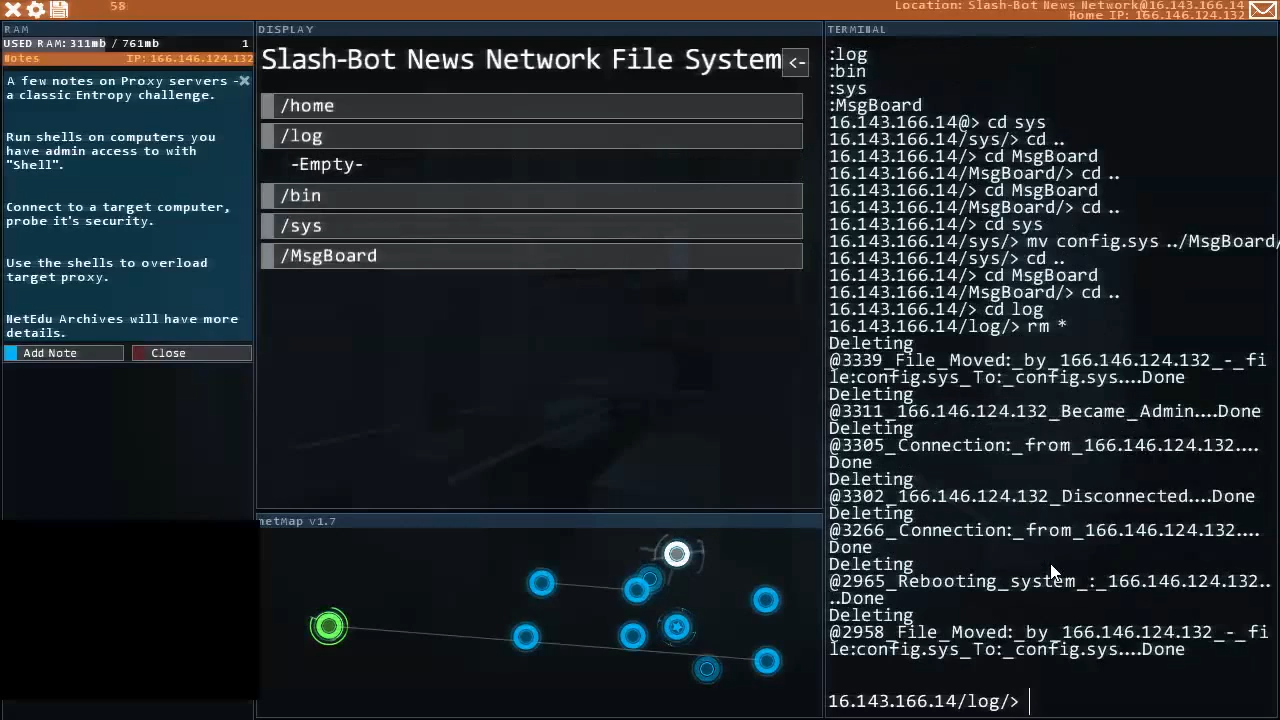 58
Location: Slash-Bot News Network@16.143.166.14
Home IP: 166.146.124.132
RAM
USED RAM: 311mb / 761mb 1
Notes IP: 166.146.124.132
A few notes on Proxy servers -
a classic Entropy challenge.
Run shells on computers you
have admin access to with
"Shell".
Connect to a target computer,
probe it's security.
Use the shells to overload
target proxy.
NetEdu Archives will have more
details.
Add Note
Close
DISPLAY
Slash-Bot News Network File System
<-
/home
/log
-Empty-
/bin
/sys
/MsgBoard
netMap v1.7
TERMINAL
:log
:bin
:sys
:MsgBoard
16.143.166.14@> cd sys
16.143.166.14/sys/> cd ..
16.143.166.14/> cd MsgBoard
16.143.166.14/MsgBoard/> cd ..
16.143.166.14/> cd MsgBoard
16.143.166.14/MsgBoard/> cd ..
16.143.166.14/> cd sys
16.143.166.14/sys/> mv config.sys ../MsgBoard/
16.143.166.14/sys/> cd ..
16.143.166.14/> cd MsgBoard
16.143.166.14/MsgBoard/> cd ..
16.143.166.14/> cd log
16.143.166.14/log/> rm *
Deleting
@3339_File_Moved:_by_166.146.124.132_-_fi
le:config.sys_To:_config.sys....Done
Deleting
@3311_166.146.124.132_Became_Admin....Done
Deleting
@3305_Connection:_from_166.146.124.132....
Done
Deleting
@3302_166.146.124.132_Disconnected....Done
Deleting
@3266_Connection:_from_166.146.124.132....
Done
Deleting
@2965_Rebooting_system_:_166.146.124.132..
..Done
Deleting
@2958_File_Moved:_by_166.146.124.132_-_fi
le:config.sys_To:_config.sys....Done
16.143.166.14/log/>